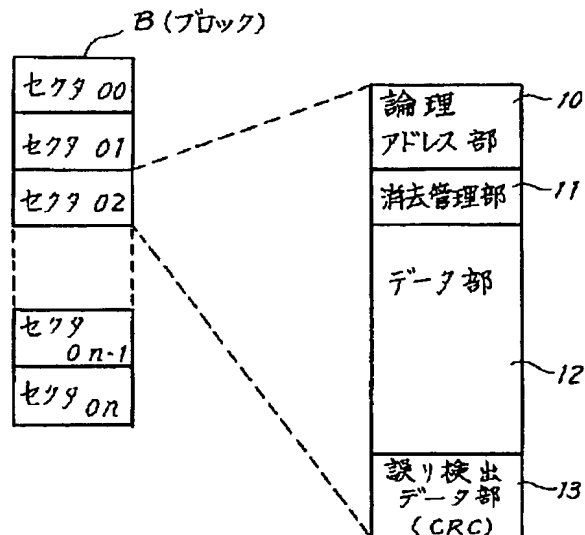 B(ブロック)
セクタ 00
セクタ 01
セクタ 02
セクタ
0n-1
セクタ 0n
論理
アドレス部
10
消去管理部
11
データ部
12
誤り検出
データ部
(CRC)
13